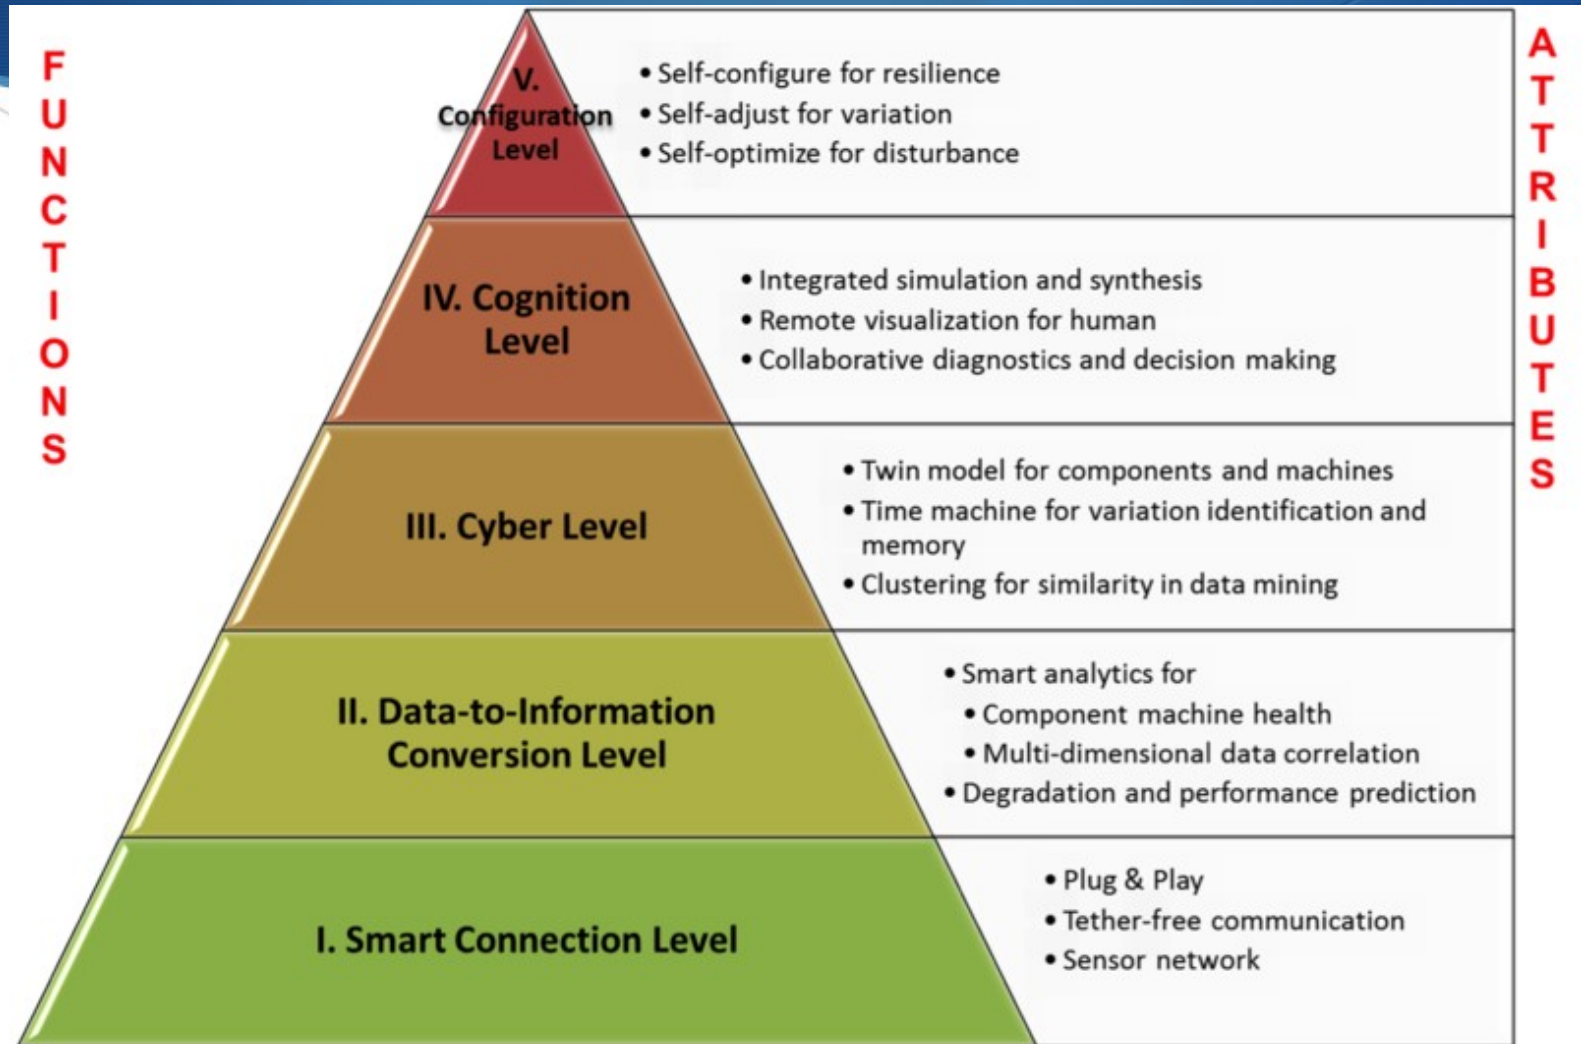 FUNCTIONS
ATTRIBUTES
V.
Configuration
Level
• Self-configure for resilience
• Self-adjust for variation
• Self-optimize for disturbance
IV. Cognition
Level
• Integrated simulation and synthesis
• Remote visualization for human
• Collaborative diagnostics and decision making
III. Cyber Level
• Twin model for components and machines
• Time machine for variation identification and
memory
• Clustering for similarity in data mining
II. Data-to-Information
Conversion Level
• Smart analytics for
• Component machine health
• Multi-dimensional data correlation
• Degradation and performance prediction
I. Smart Connection Level
• Plug & Play
• Tether-free communication
• Sensor network